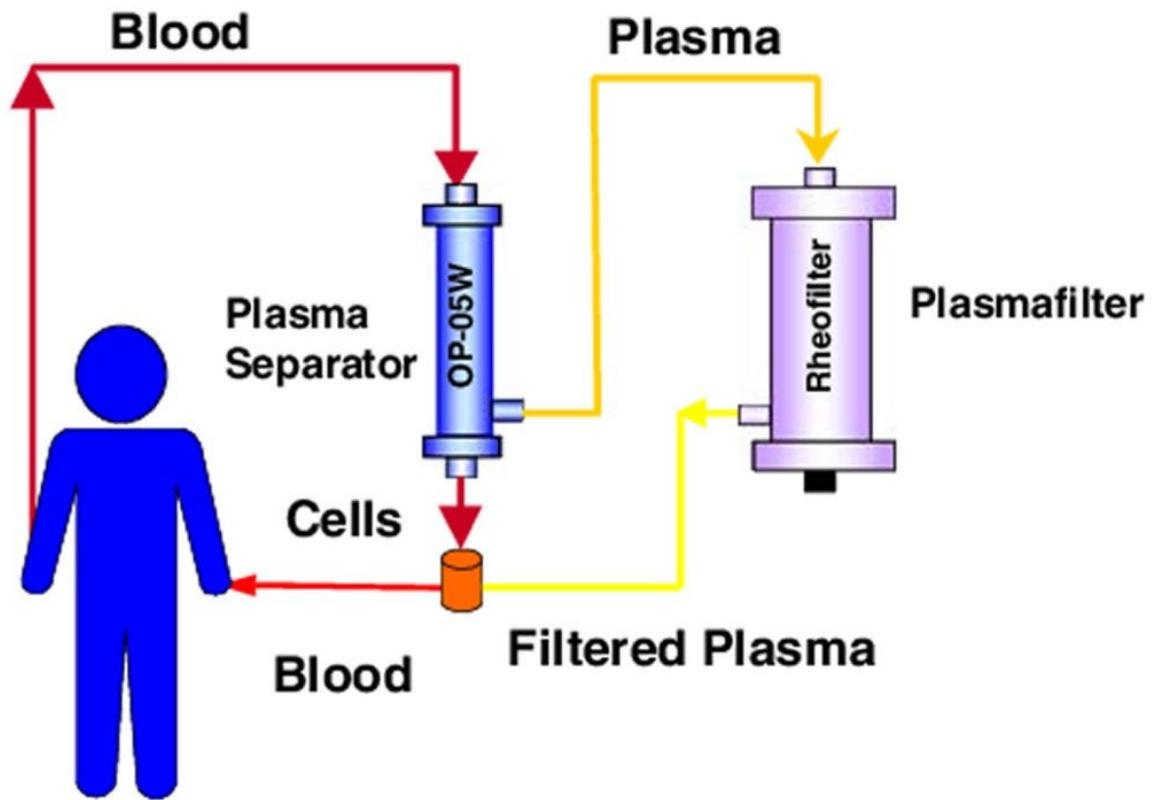 Blood
Plasma
Plasma
Separator
OP-05W
Rheofilter
Plasmafilter
Cells
Blood
Filtered Plasma